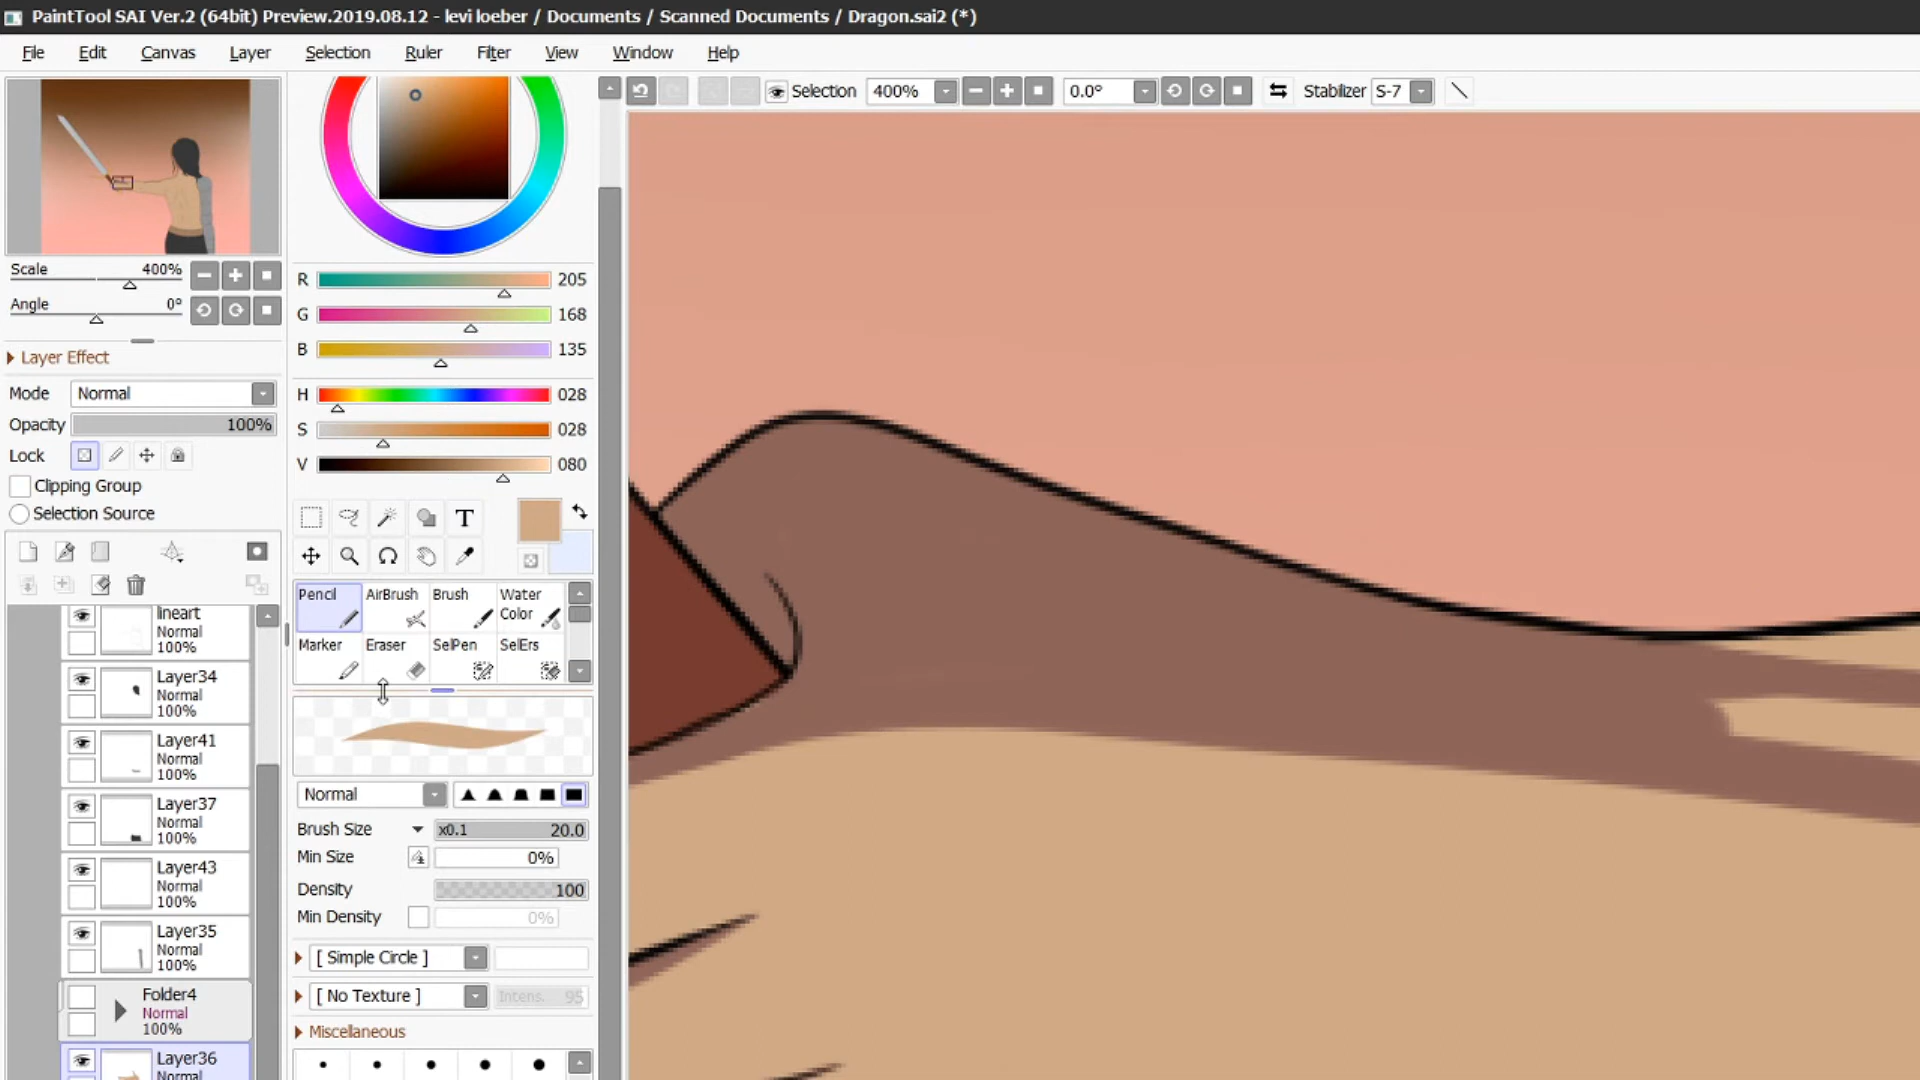 PaintTool SAI Ver.2 (64bit) Preview.2019.08.12 - levi loeber / Documents / Scanned Documents / Dragon.sai2 (*)
File Edit Canvas Layer Selection Ruler Filter View Window Help
Selection 400% 0.0° Stabilizer S-7
Scale 400%
Angle 0°
Layer Effect
Mode Normal
Opacity 100%
Lock
Clipping Group
Selection Source
lineart
Normal
100%
Layer34
Normal
100%
Layer41
Normal
100%
Layer37
Normal
100%
Layer43
Normal
100%
Layer35
Normal
100%
Folder4
Normal
100%
Layer36
Normal
R 205
G 168
B 135
H 028
S 028
V 080
T
Pencil AirBrush Brush Water Color
Marker Eraser SelPen SelErs
Normal
Brush Size x0.1 20.0
Min Size 0%
Density 100
Min Density 0%
[ Simple Circle ]
[ No Texture ] Intens. 95
Miscellaneous